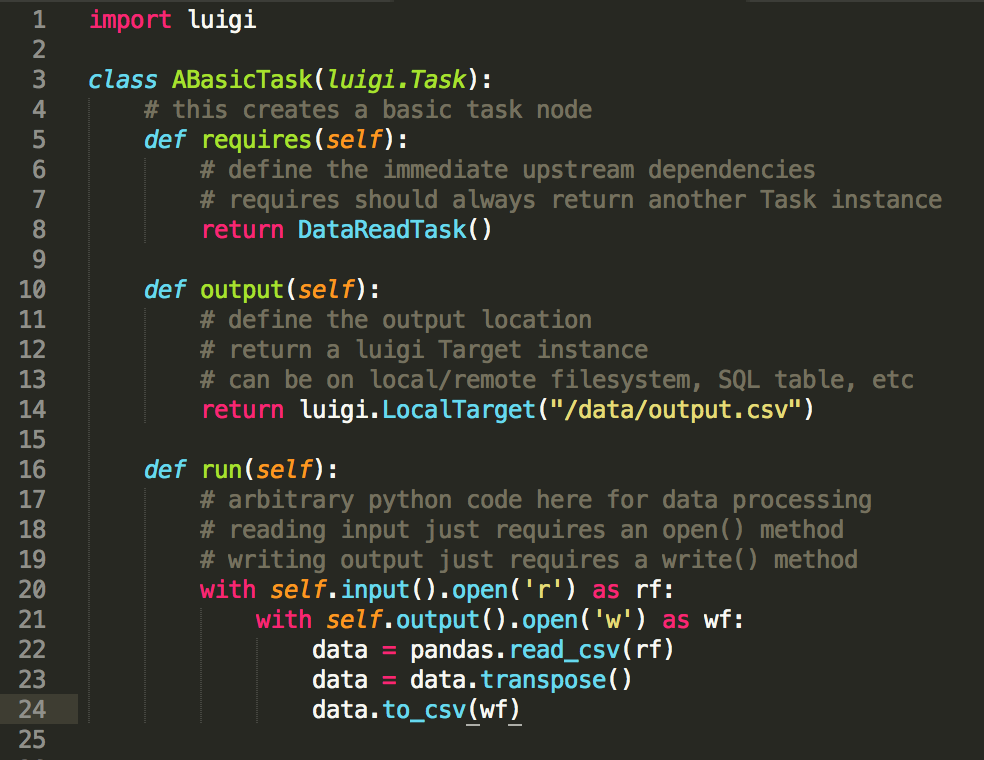 1 import luigi
2
3 class ABasicTask(luigi.Task):
4     # this creates a basic task node
5     def requires(self):
6         # define the immediate upstream dependencies
7         # requires should always return another Task instance
8         return DataReadTask()
9
10     def output(self):
11         # define the output location
12         # return a luigi Target instance
13         # can be on local/remote filesystem, SQL table, etc
14         return luigi.LocalTarget("/data/output.csv")
15
16     def run(self):
17         # arbitrary python code here for data processing
18         # reading input just requires an open() method
19         # writing output just requires a write() method
20         with self.input().open('r') as rf:
21             with self.output().open('w') as wf:
22                 data = pandas.read_csv(rf)
23                 data = data.transpose()
24                 data.to_csv(wf)
25